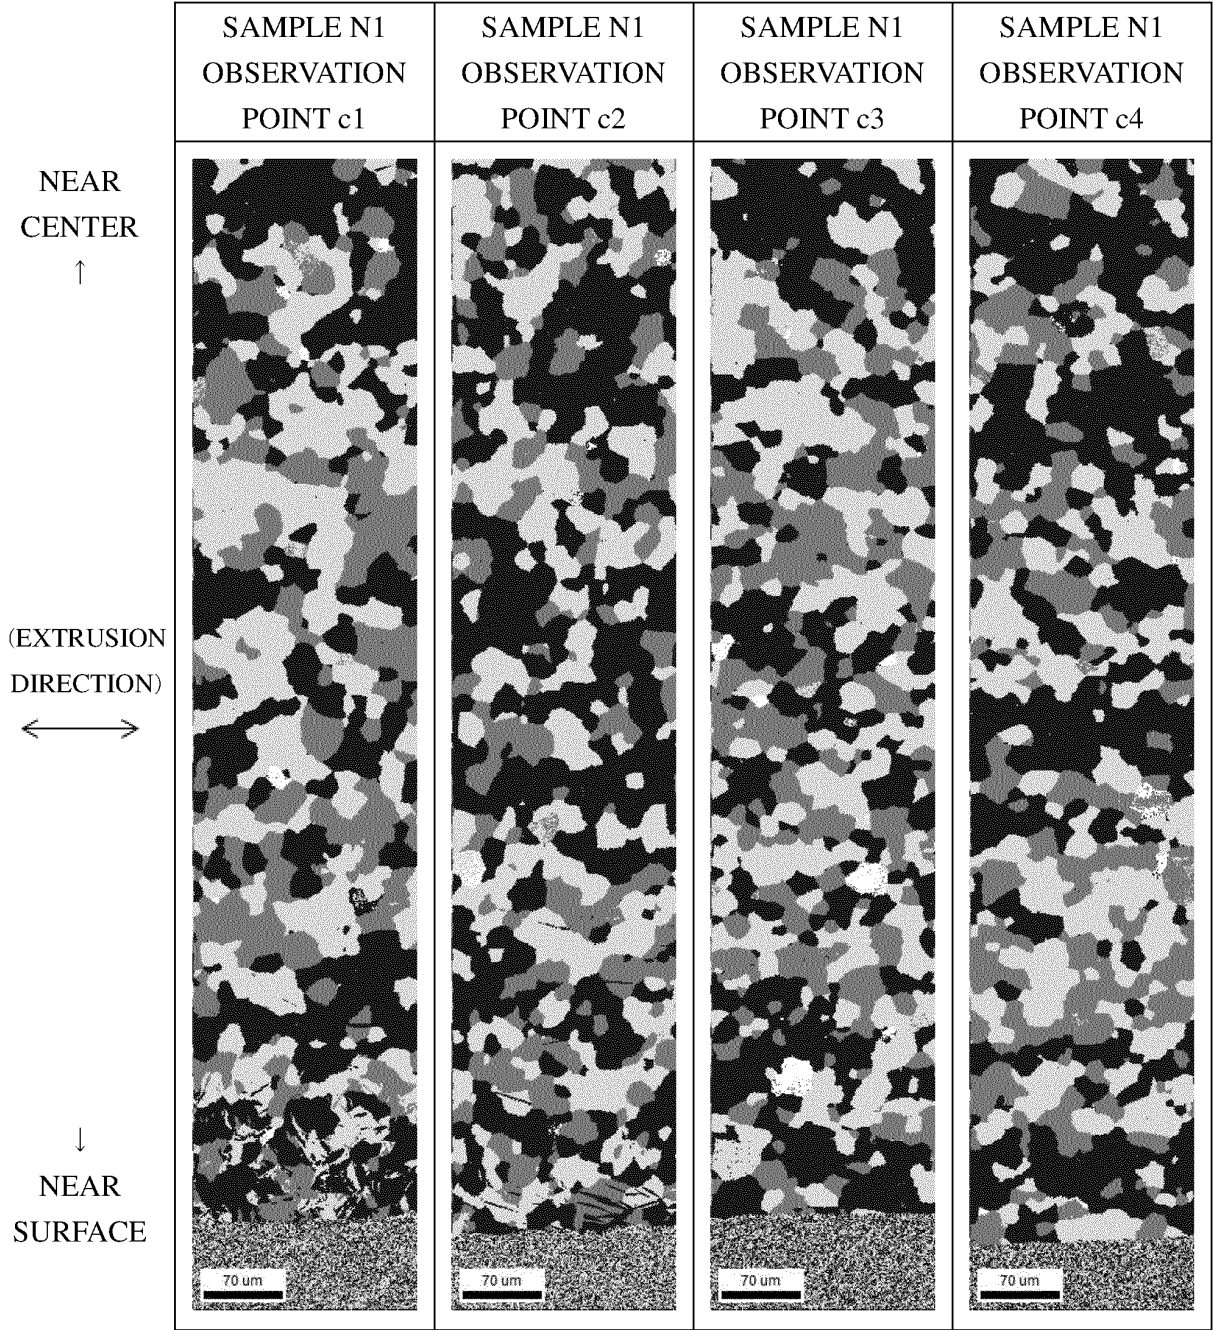 SAMPLE N1
OBSERVATION
POINT c1
SAMPLE N1
OBSERVATION
POINT c2
SAMPLE N1
OBSERVATION
POINT c3
SAMPLE N1
OBSERVATION
POINT c4
NEAR
CENTER
↑
(EXTRUSION
DIRECTION)
↓
NEAR
SURFACE
70 um
70 um
70 um
70 um